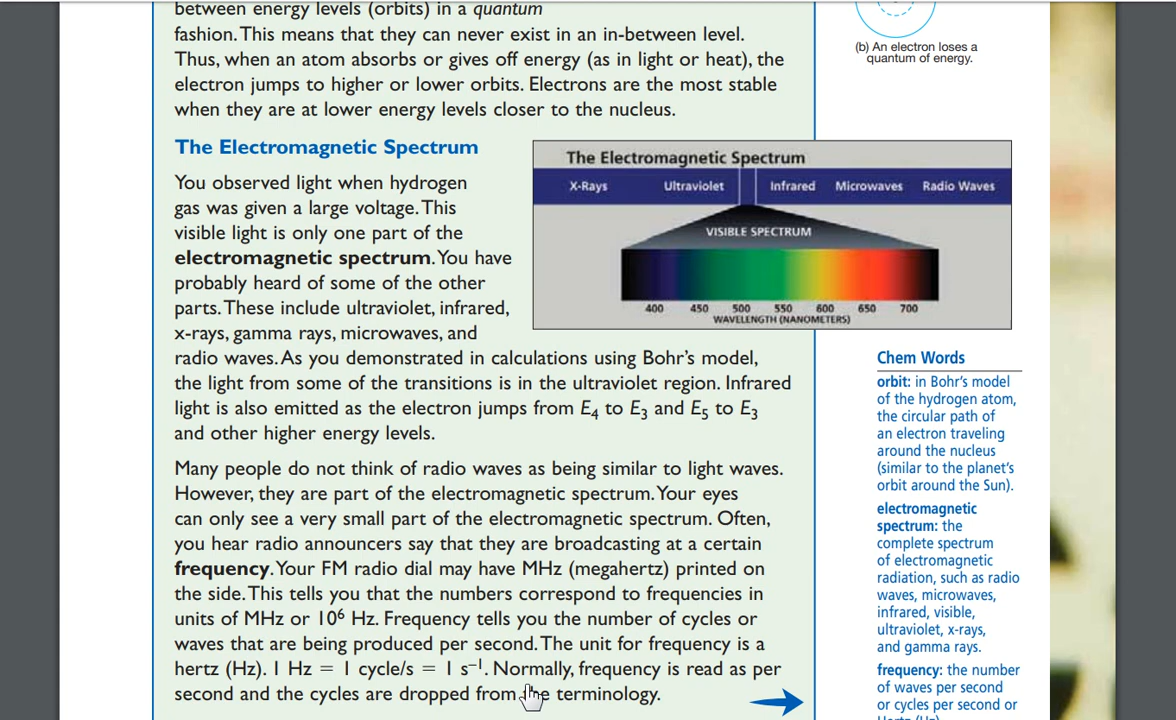 between energy levels (orbits) in a quantum
fashion. This means that they can never exist in an in-between level.
Thus, when an atom absorbs or gives off energy (as in light or heat), the
electron jumps to higher or lower orbits. Electrons are the most stable
when they are at lower energy levels closer to the nucleus.
(b) An electron loses a
quantum of energy.
The Electromagnetic Spectrum
You observed light when hydrogen
gas was given a large voltage. This
visible light is only one part of the
electromagnetic spectrum. You have
probably heard of some of the other
parts. These include ultraviolet, infrared,
x-rays, gamma rays, microwaves, and
radio waves. As you demonstrated in calculations using Bohr's model,
the light from some of the transitions is in the ultraviolet region. Infrared
light is also emitted as the electron jumps from E₄ to E₃ and E₅ to E₃
and other higher energy levels.
The Electromagnetic Spectrum
X-Rays Ultraviolet Infrared Microwaves Radio Waves
VISIBLE SPECTRUM
400 450 500 550 600 650 700
WAVELENGTH (NANOMETERS)
Many people do not think of radio waves as being similar to light waves.
However, they are part of the electromagnetic spectrum. Your eyes
can only see a very small part of the electromagnetic spectrum. Often,
you hear radio announcers say that they are broadcasting at a certain
frequency. Your FM radio dial may have MHz (megahertz) printed on
the side. This tells you that the numbers correspond to frequencies in
units of MHz or 10⁶ Hz. Frequency tells you the number of cycles or
waves that are being produced per second. The unit for frequency is a
hertz (Hz). 1 Hz = 1 cycle/s = 1 s⁻¹. Normally, frequency is read as per
second and the cycles are dropped from the terminology.
Chem Words
orbit: in Bohr's model
of the hydrogen atom,
the circular path of
an electron traveling
around the nucleus
(similar to the planet's
orbit around the Sun).
electromagnetic
spectrum: the
complete spectrum
of electromagnetic
radiation, such as radio
waves, microwaves,
infrared, visible,
ultraviolet, x-rays,
and gamma rays.
frequency: the number
of waves per second
or cycles per second or
Hertz (Hz).